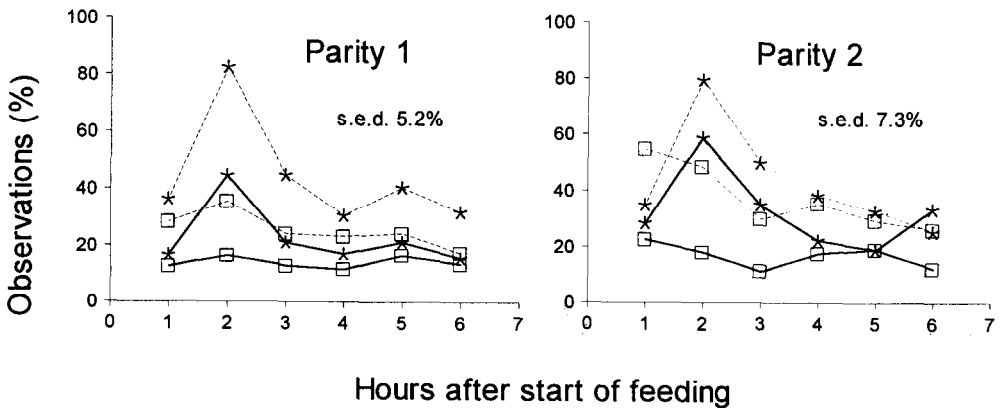 Observations (%)
100
80
60
40
20
0
0 1 2 3 4 5 6 7
Parity 1
s.e.d. 5.2%
100
80
60
40
20
0
0 1 2 3 4 5 6 7
Parity 2
s.e.d. 7.3%
Hours after start of feeding